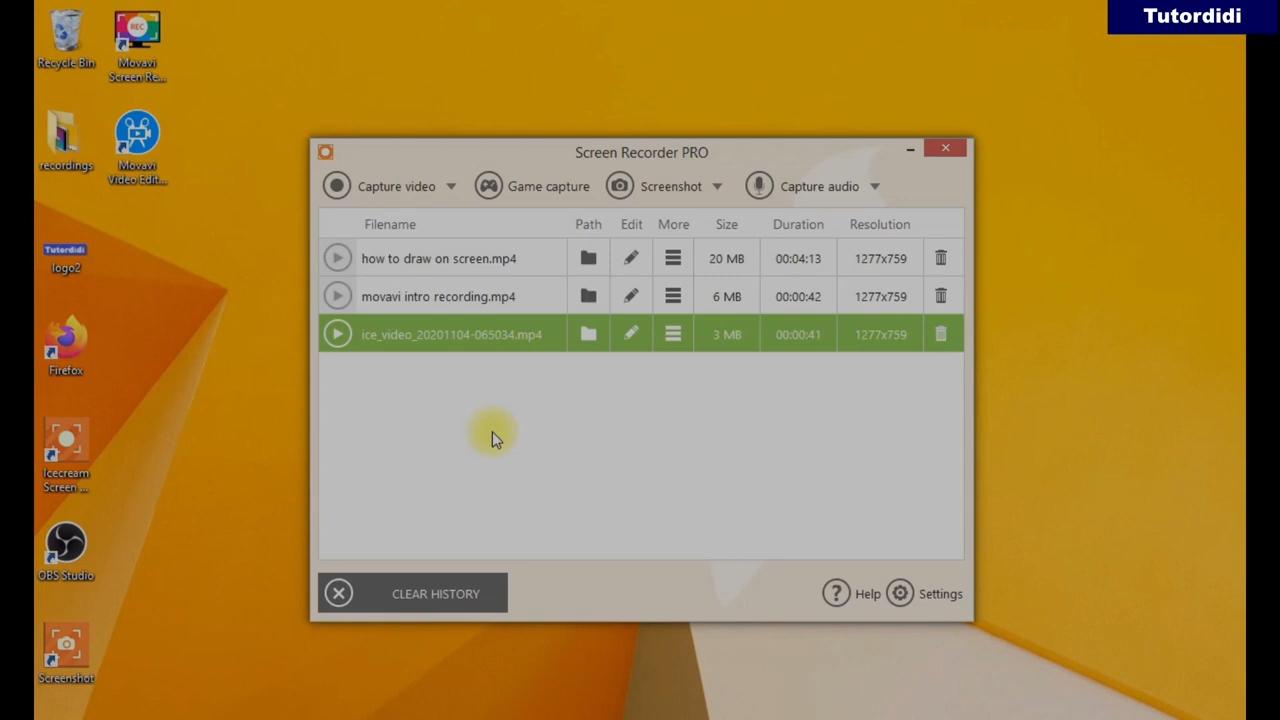 Tutordidi
Recycle Bin
Movavi
Screen Re...
recordings
Movavi
Video Edit...
Tutordidi
logo2
Firefox
Icecream
Screen ...
OBS Studio
Screenshot
REC
Screen Recorder PRO
Capture video Game capture Screenshot Capture audio
Filename Path Edit More Size Duration Resolution
how to draw on screen.mp4 20 MB 00:04:13 1277x759
movavi intro recording.mp4 6 MB 00:00:42 1277x759
ice_video_20201104-065034.mp4 3 MB 00:00:41 1277x759
CLEAR HISTORY ? Help Settings